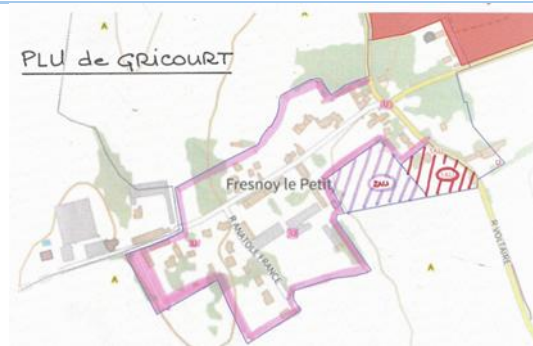 A
PLU de GRICOURT
Fresnoy le Petit
2AU
R ANATOLE FRANCE
R VOLTAIRE
A
A
A